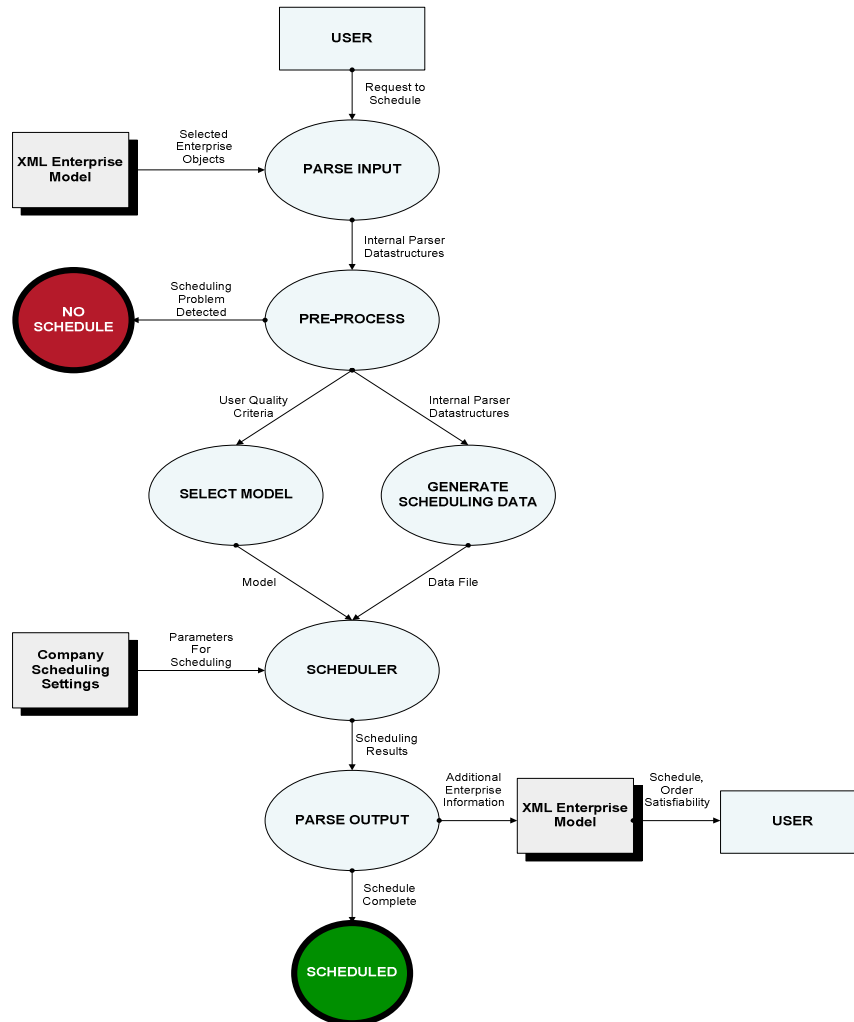 USER
Request to
Schedule
Selected
Enterprise
Objects
XML Enterprise
Model
PARSE INPUT
Internal Parser
Datastructures
Scheduling
Problem
Detected
NO
SCHEDULE
PRE-PROCESS
User Quality
Criteria
Internal Parser
Datastructures
SELECT MODEL
GENERATE
SCHEDULING DATA
Model
Data File
Company
Scheduling
Settings
Parameters
For
Scheduling
SCHEDULER
Scheduling
Results
PARSE OUTPUT
Additional
Enterprise
Information
XML Enterprise
Model
Schedule,
Order
Satisfiability
USER
Schedule
Complete
SCHEDULED